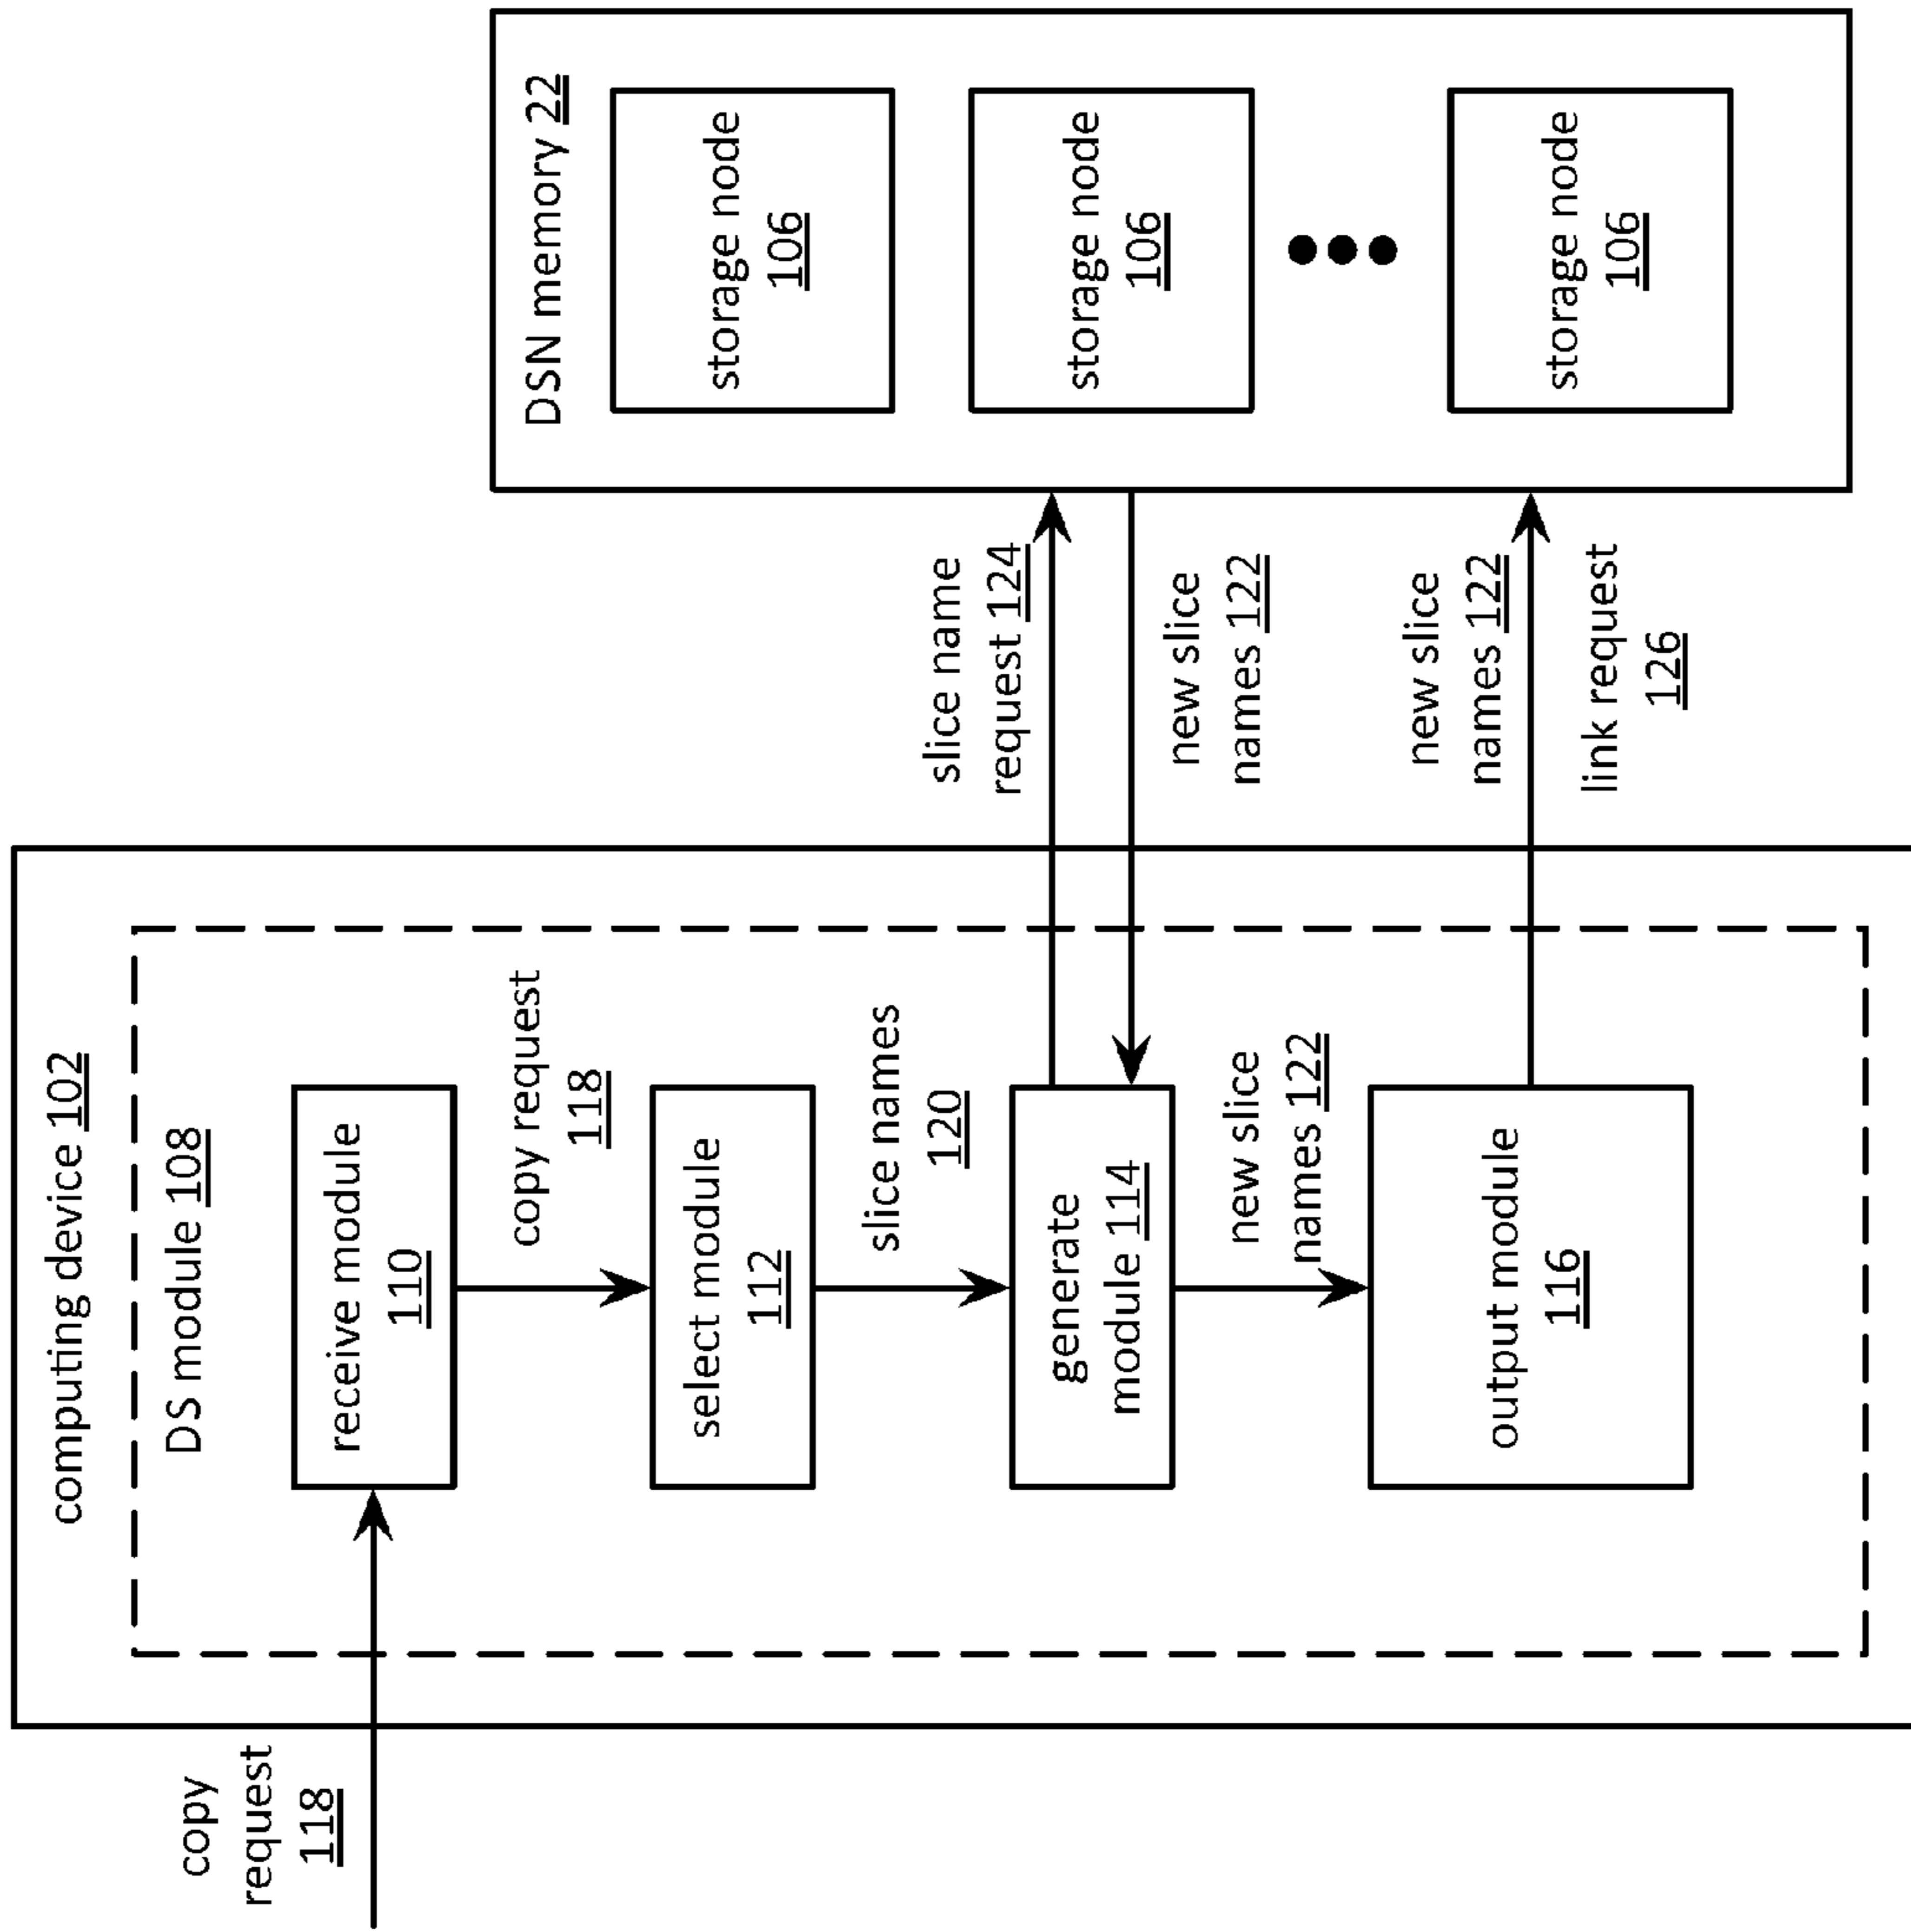 computing device 102
DS module 108
copy
request
118
receive module
110
copy request
118
select module
112
slice names
120
generate
module 114
new slice
names 122
output module
116
slice name
request 124
new slice
names 122
new slice
names 122
link request
126
DSN memory 22
storage node
106
storage node
106
storage node
106